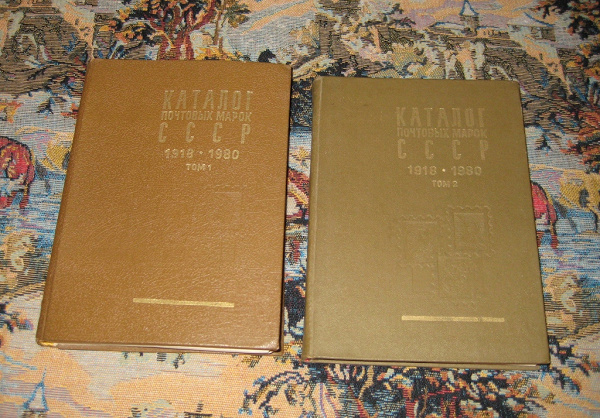 КАТАЛОГ
ПОЧТОВЫХ МАРОК
СССР
1918 • 1980
ТОМ 1
КАТАЛОГ
ПОЧТОВЫХ МАРОК
СССР
1918 • 1980
ТОМ 2